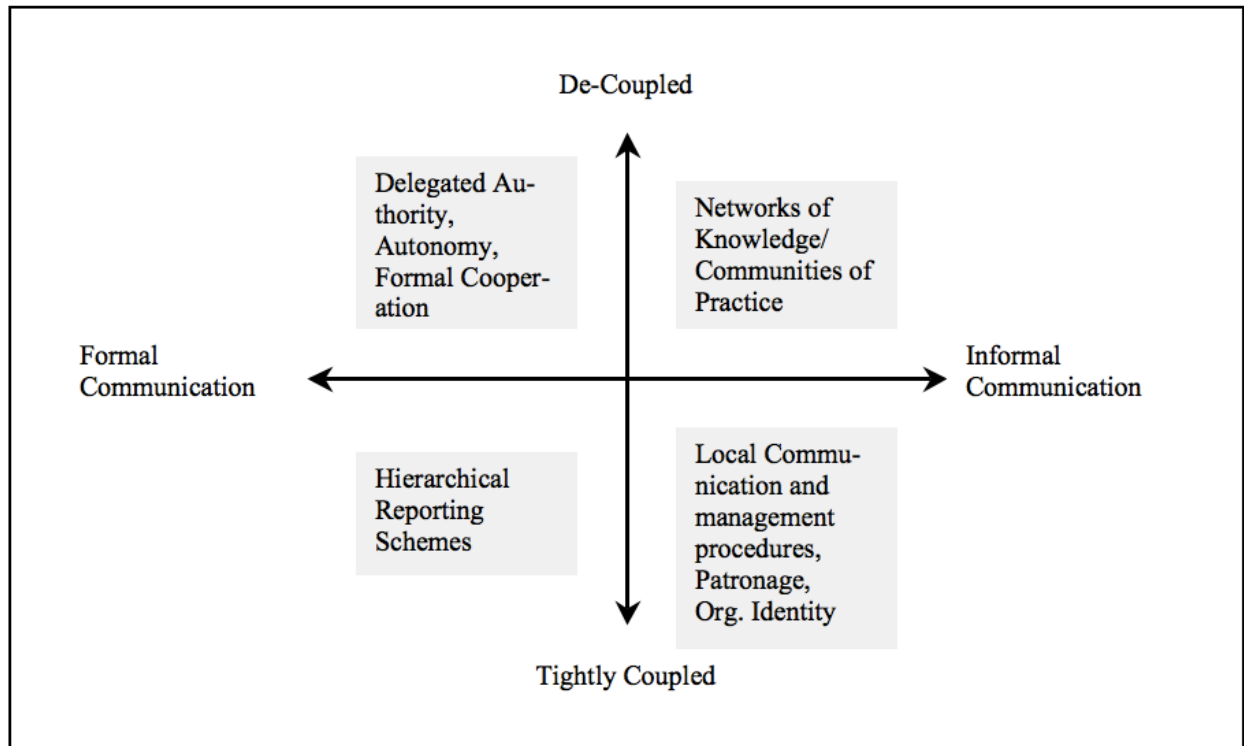 De-Coupled
Delegated Au-
thority,
Autonomy,
Formal Cooper-
ation
Networks of
Knowledge/
Communities of
Practice
Formal
Communication
Informal
Communication
Hierarchical
Reporting
Schemes
Local Commu-
nication and
management
procedures,
Patronage,
Org. Identity
Tightly Coupled